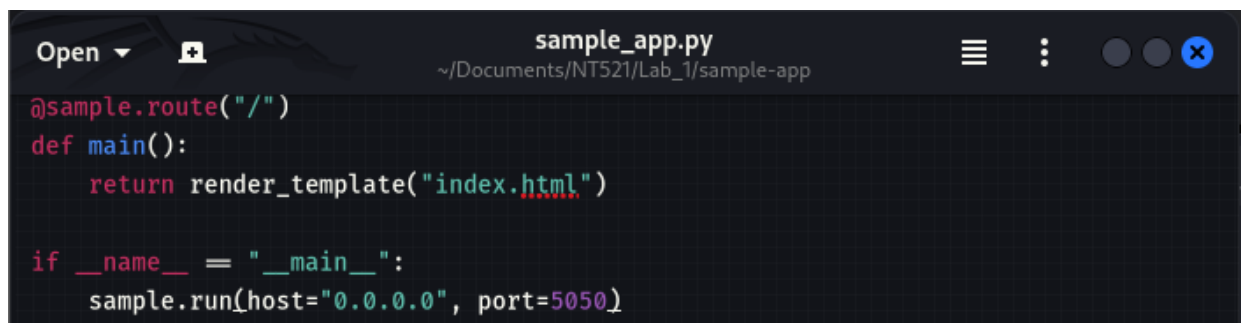 Open
sample_app.py
~/Documents/NT521/Lab_1/sample-app
@sample.route("/")
def main():
    return render_template("index.html")
if __name__ == "__main__":
    sample.run(host="0.0.0.0", port=5050)